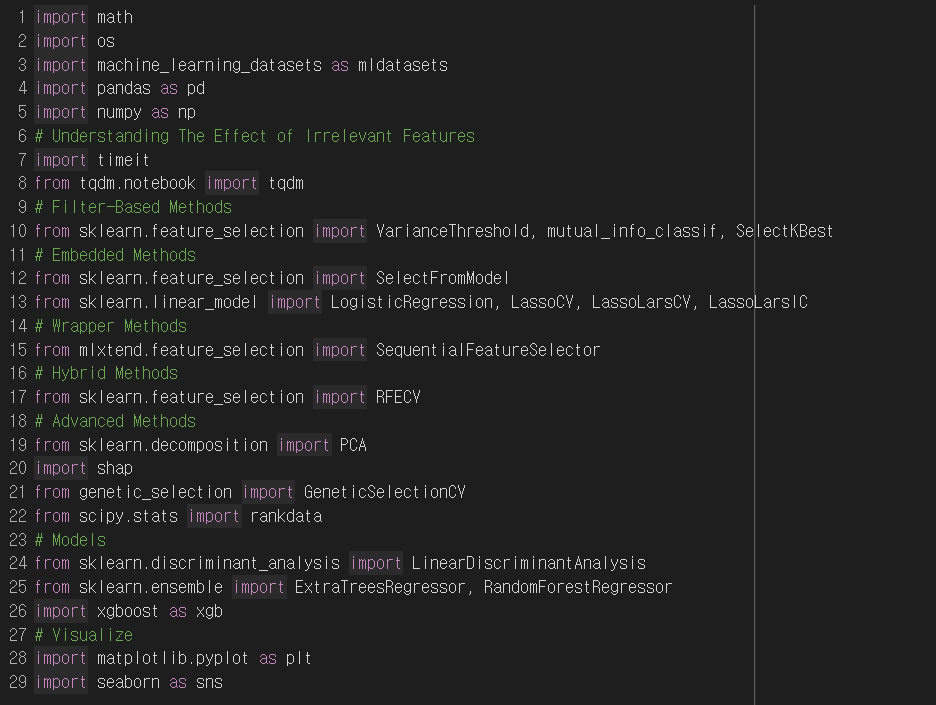 1 import math
2 import os
3 import machine_learning_datasets as mldatasets
4 import pandas as pd
5 import numpy as np
6 # Understanding The Effect of Irrelevant Features
7 import timeit
8 from tqdm.notebook import tqdm
9 # Filter-Based Methods
10 from sklearn.feature_selection import VarianceThreshold, mutual_info_classif, SelectKBest
11 # Embedded Methods
12 from sklearn.feature_selection import SelectFromModel
13 from sklearn.linear_model import LogisticRegression, LassoCV, LassoLarsCV, LassoLarsIC
14 # Wrapper Methods
15 from mlxtend.feature_selection import SequentialFeatureSelector
16 # Hybrid Methods
17 from sklearn.feature_selection import RFECV
18 # Advanced Methods
19 from sklearn.decomposition import PCA
20 import shap
21 from genetic_selection import GeneticSelectionCV
22 from scipy.stats import rankdata
23 # Models
24 from sklearn.discriminant_analysis import LinearDiscriminantAnalysis
25 from sklearn.ensemble import ExtraTreesRegressor, RandomForestRegressor
26 import xgboost as xgb
27 # Visualize
28 import matplotlib.pyplot as plt
29 import seaborn as sns